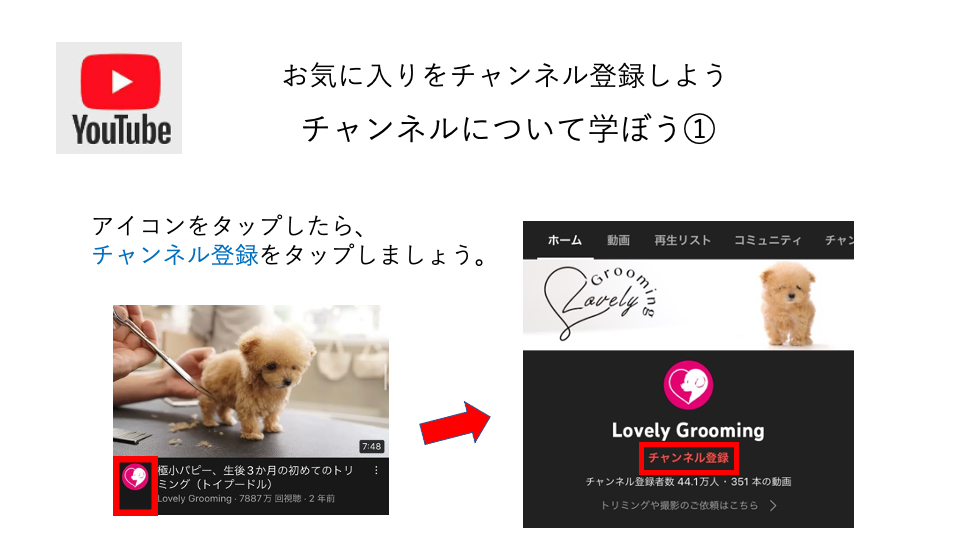 YouTube
お気に入りをチャンネル登録しよう
チャンネルについて学ぼう①
アイコンをタップしたら、
チャンネル登録をタップしましょう。
7:48
極小パピー、生後3か月の初めてのトリ
ミング（トイプードル）
Lovely Grooming · 7887万 回視聴 · 2 年前
ホーム 動画 再生リスト コミュニティ チャン
Lovely Grooming
Lovely Grooming
チャンネル登録
チャンネル登録者数 44.1万人・351 本の動画
トリミングや撮影のご依頼はこちら